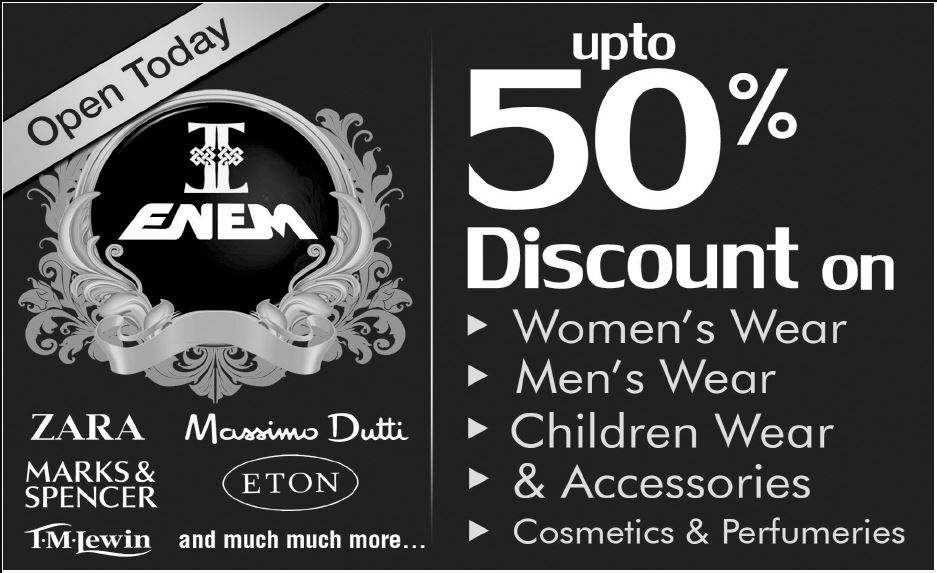 Open Today
ENEM
ZARA
Massimo Dutti
MARKS &
SPENCER
ETON
T·M·Lewin
and much much more...
upto
50%
Discount on
Women's Wear
Men's Wear
Children Wear
& Accessories
Cosmetics & Perfumeries